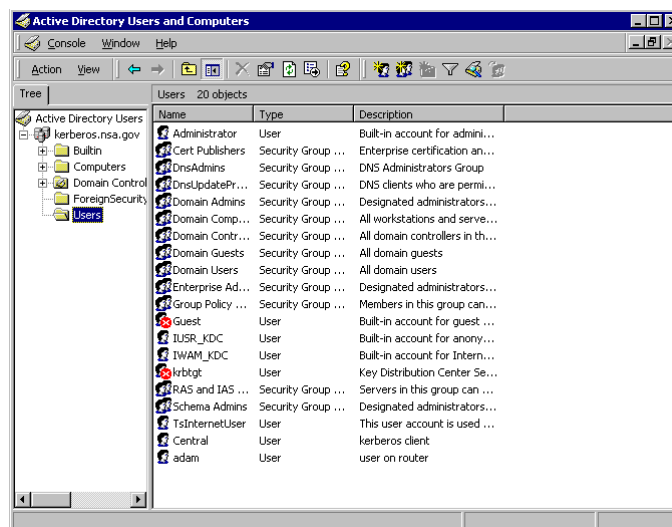 Active Directory Users and Computers
Console Window Help
Action View
Tree
Users 20 objects
Active Directory Users
kerberos.nsa.gov
Builtin
Computers
Domain Control
ForeignSecurity
Users
Name Type Description
Administrator User Built-in account for admini...
Cert Publishers Security Group ... Enterprise certification an...
DnsAdmins Security Group ... DNS Administrators Group
DnsUpdatePr... Security Group ... DNS clients who are permi...
Domain Admins Security Group ... Designated administrators...
Domain Comp... Security Group ... All workstations and serve...
Domain Contr... Security Group ... All domain controllers in th...
Domain Guests Security Group ... All domain guests
Domain Users Security Group ... All domain users
Enterprise Ad... Security Group ... Designated administrators...
Group Policy ... Security Group ... Members in this group can...
Guest User Built-in account for guest ...
IUSR_KDC User Built-in account for anony...
IWAM_KDC User Built-in account for Intern...
krbtgt User Key Distribution Center Se...
RAS and IAS ... Security Group ... Servers in this group can ...
Schema Admins Security Group ... Designated administrators...
TsInternetUser User This user account is used ...
Central User kerberos client
adam User user on router